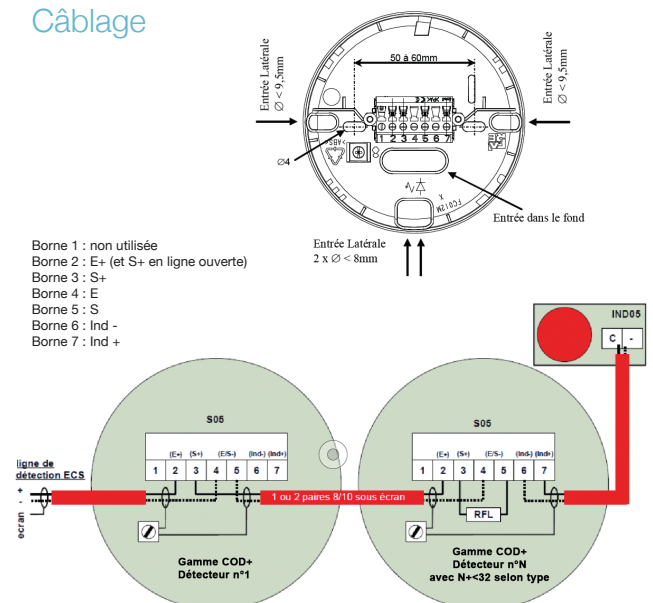 Câblage
50 à 60mm
Entrée Latérale
Ø < 9,5mm
Entrée Latérale
Ø < 9,5mm
1 2 3 4 5 6 7
>ABS<
Ø4
FC012M
X
Entrée dans le fond
Entrée Latérale
2 x Ø < 8mm
Borne 1 : non utilisée
Borne 2 : E+ (et S+ en ligne ouverte)
Borne 3 : S+
Borne 4 : E
Borne 5 : S
Borne 6 : Ind -
Borne 7 : Ind +
IND05
C -
S05
(E+) (S+) (E/S-) (Ind-) (Ind+)
1 2 3 4 5 6 7
S05
(E+) (S+) (E/S-) (Ind-) (Ind+)
1 2 3 4 5 6 7
ligne de
détection ECS
+
-
écran
1 ou 2 paires 8/10 sous écran
RFL
Gamme COD+
Détecteur n°1
Gamme COD+
Détecteur n°N
avec N+<32 selon type